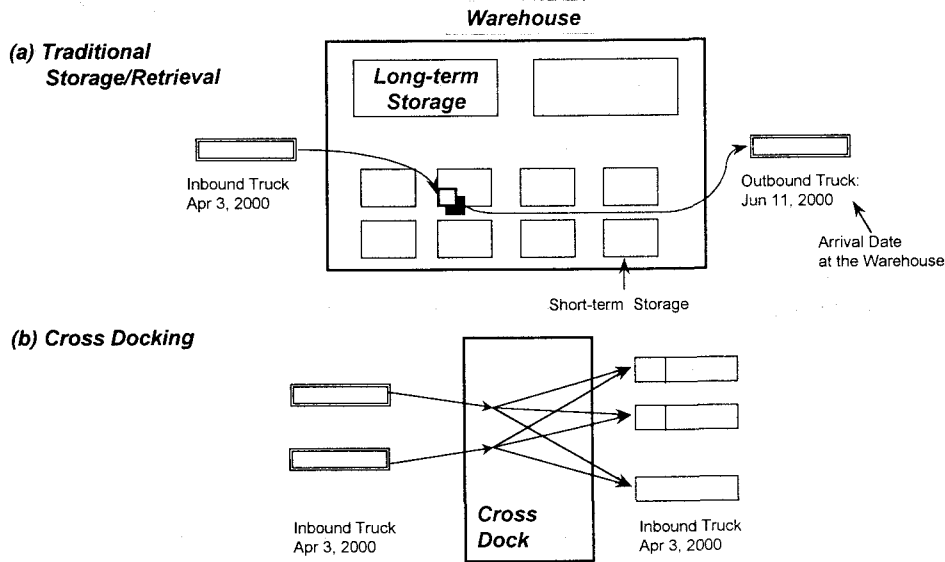 Warehouse
(a) Traditional
Storage/Retrieval
Long-term
Storage
Inbound Truck
Apr 3, 2000
Outbound Truck:
Jun 11, 2000
Arrival Date
at the Warehouse
Short-term Storage
(b) Cross Docking
Cross
Dock
Inbound Truck
Apr 3, 2000
Inbound Truck
Apr 3, 2000